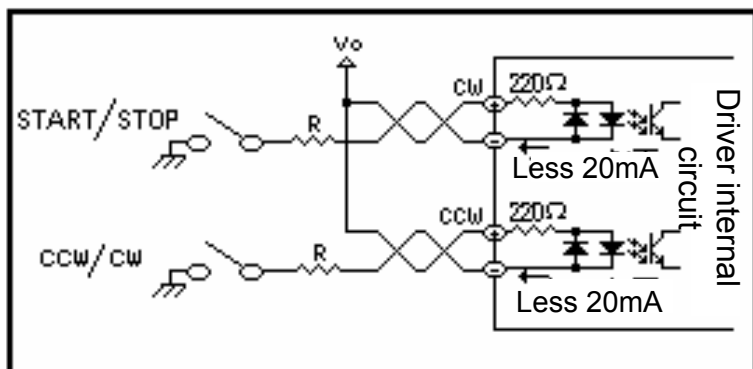 Vo
CW 220Ω
START/STOP
R
Less 20mA
CCW 220Ω
CCW/CW
R
Less 20mA
Driver internal
circuit